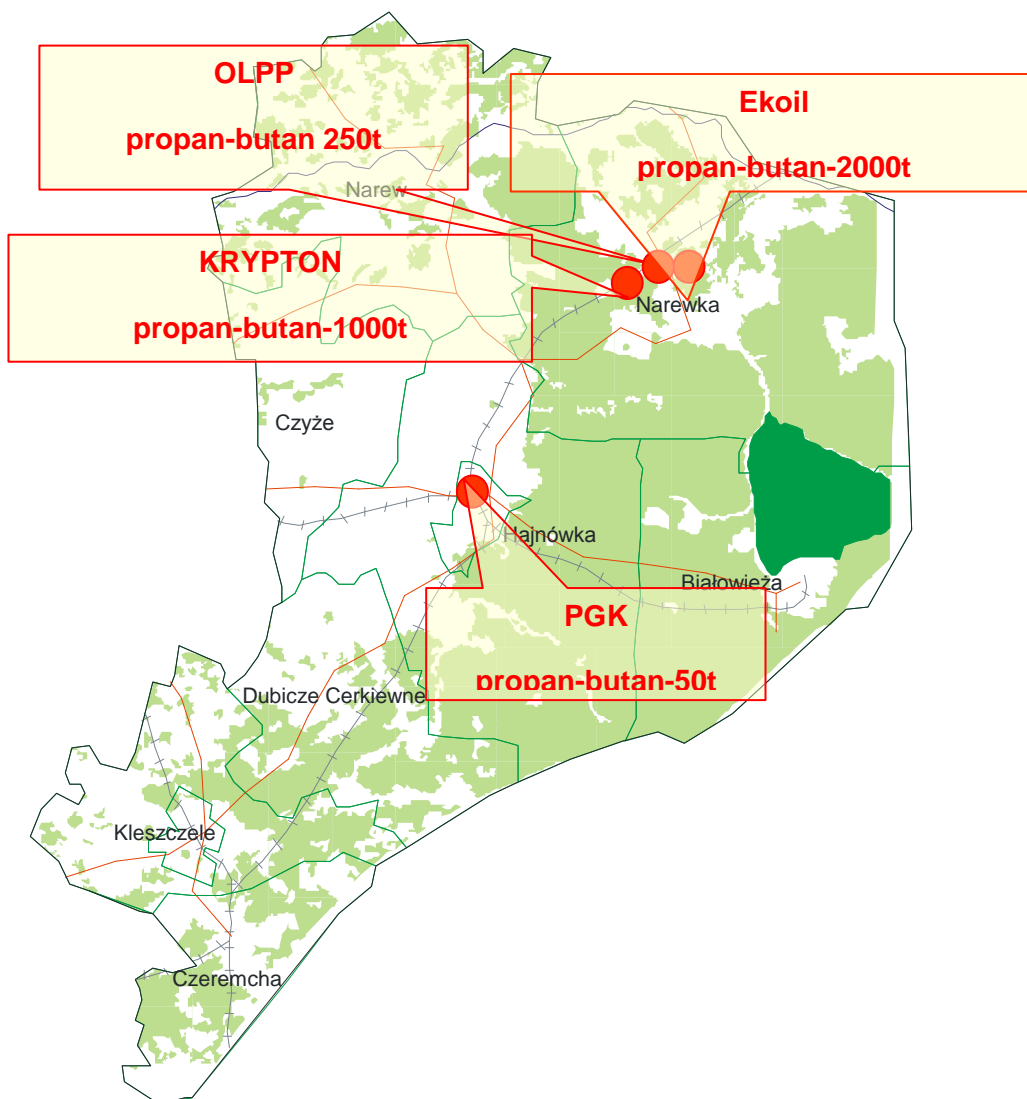 OLPP
propan-butan 250t
Ekoil
propan-butan-2000t
Narew
KRYPTON
propan-butan-1000t
Narewka
Czyże
Hajnówka
Białowieża
PGK
propan-butan-50t
Dubicze Cerkiewne
Kleszczele
Czeremcha